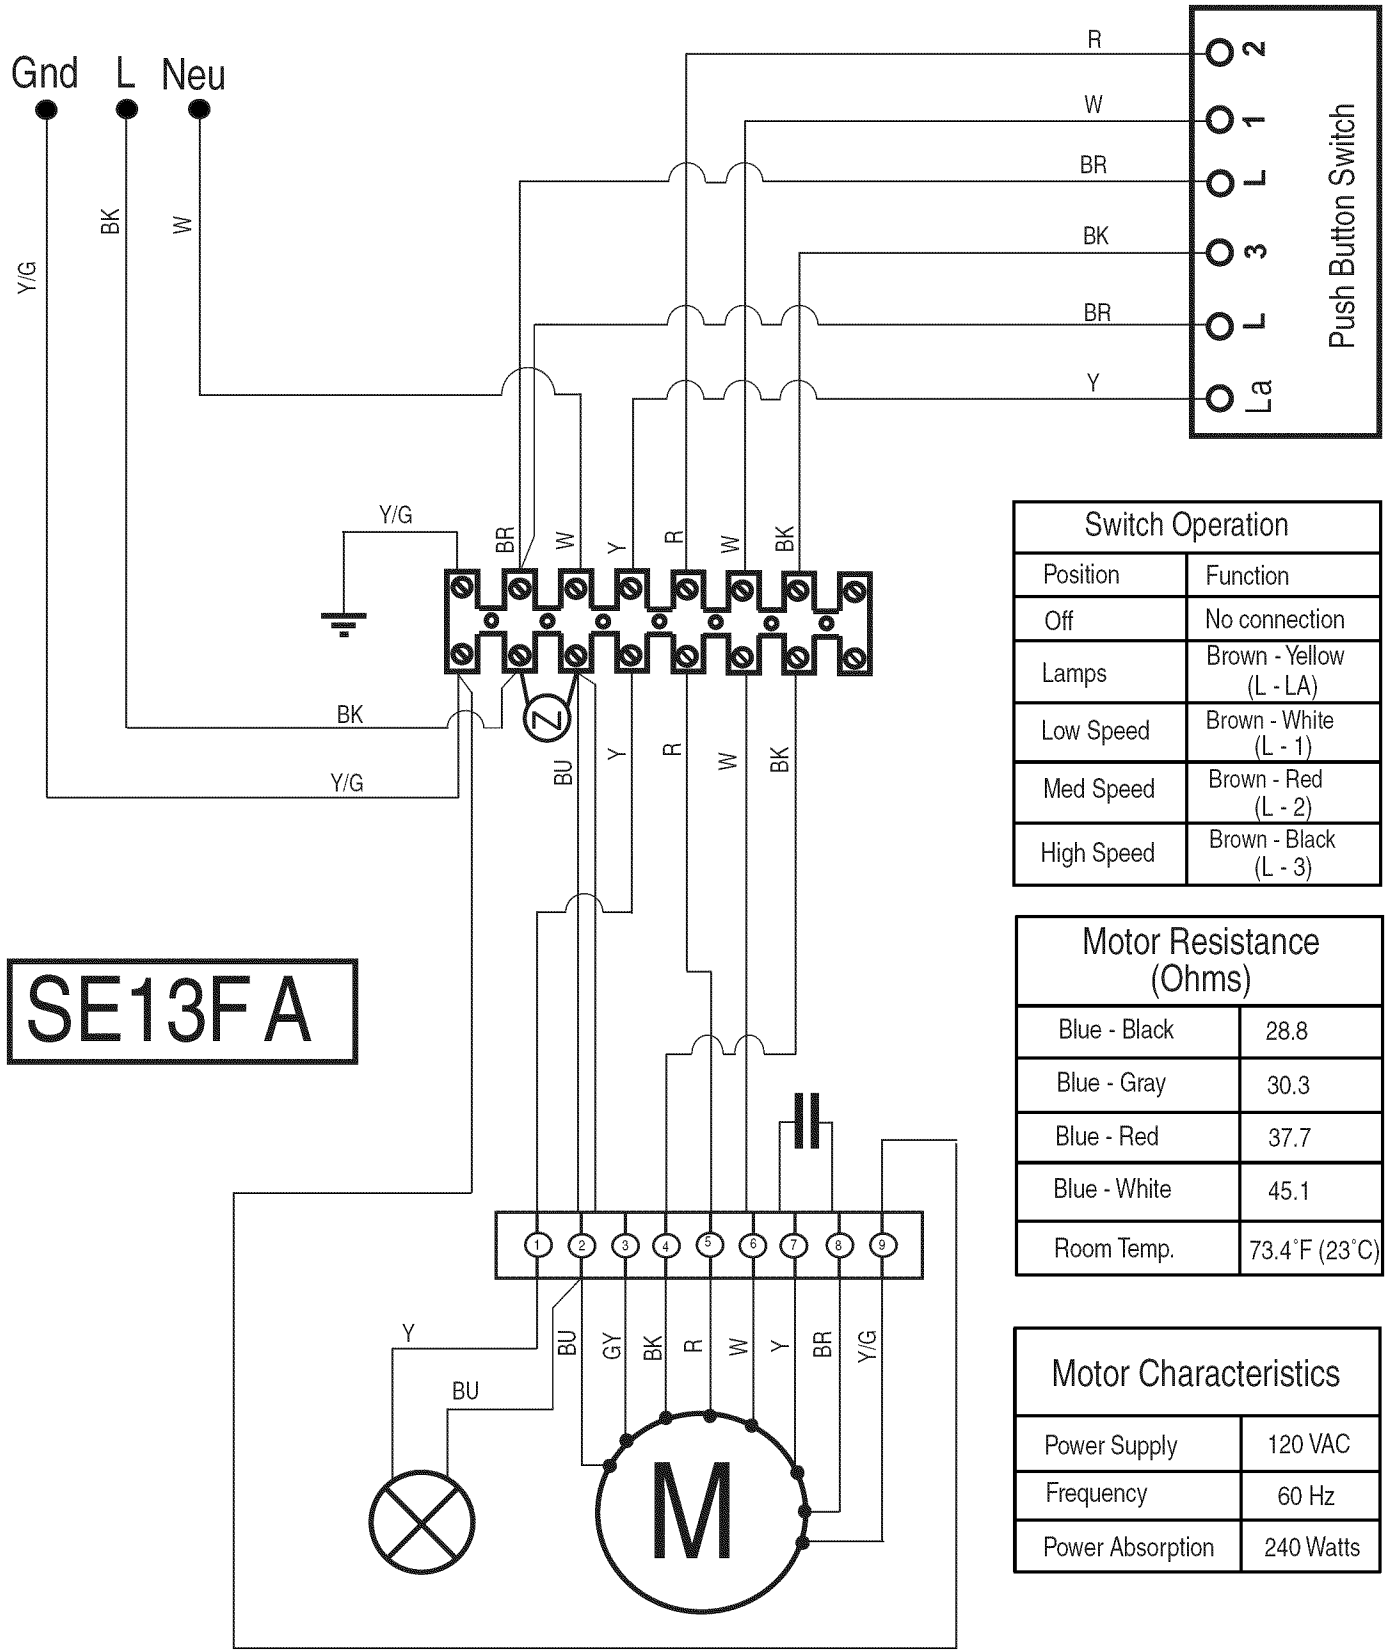 Gnd L Neu
R
W
BR
BK
BR
Y
2
1
L
3
L
La
Push Button Switch
Y/G
BK
W
Y/G
BR
W
Y
R
W
BK
BK
Y/G
Z
BU
Y
R
W
BK
SE13F A
1 2 3 4 5 6 7 8 9
Y
BU
BU
GY
BK
R
W
Y
BR
Y/G
M
Switch Operation
Position Function
Off No connection
Lamps Brown - Yellow
(L - LA)
Low Speed Brown - White
(L - 1)
Med Speed Brown - Red
(L - 2)
High Speed Brown - Black
(L - 3)
Motor Resistance
(Ohms)
Blue - Black 28.8
Blue - Gray 30.3
Blue - Red 37.7
Blue - White 45.1
Room Temp. 73.4°F (23°C)
Motor Characteristics
Power Supply 120 VAC
Frequency 60 Hz
Power Absorption 240 Watts